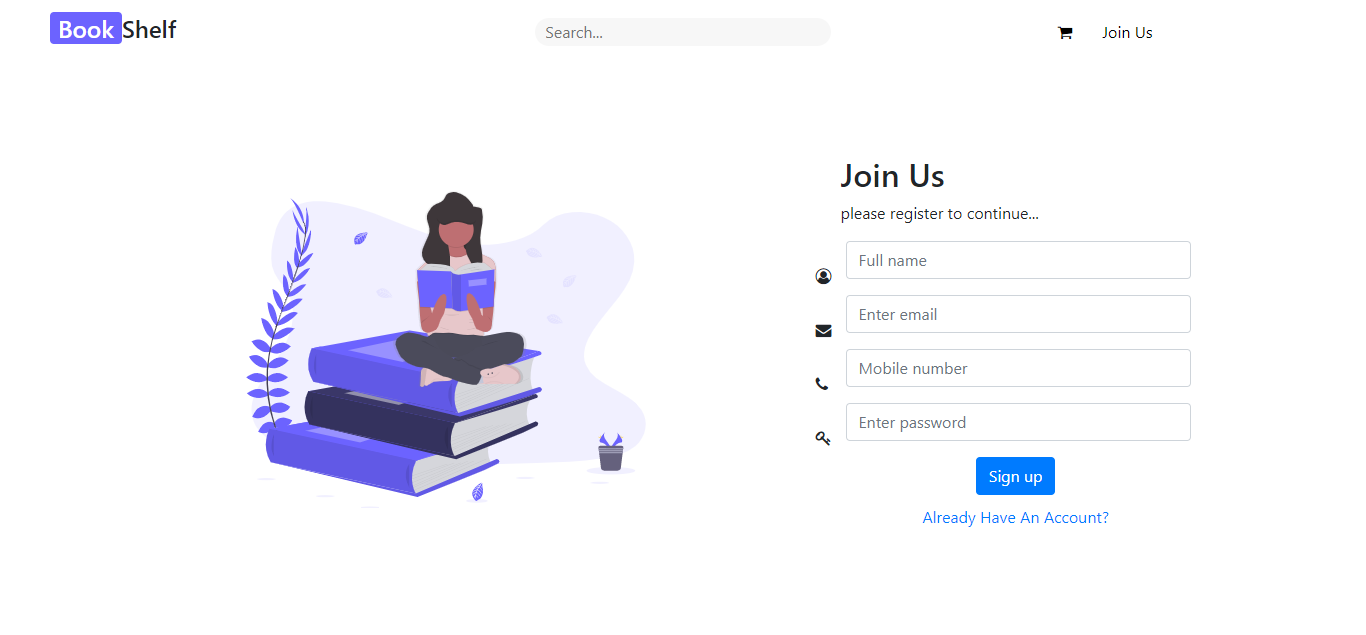 BookShelf
Search...
Join Us
Join Us
please register to continue...
Full name
Enter email
Mobile number
Enter password
Sign up
Already Have An Account?